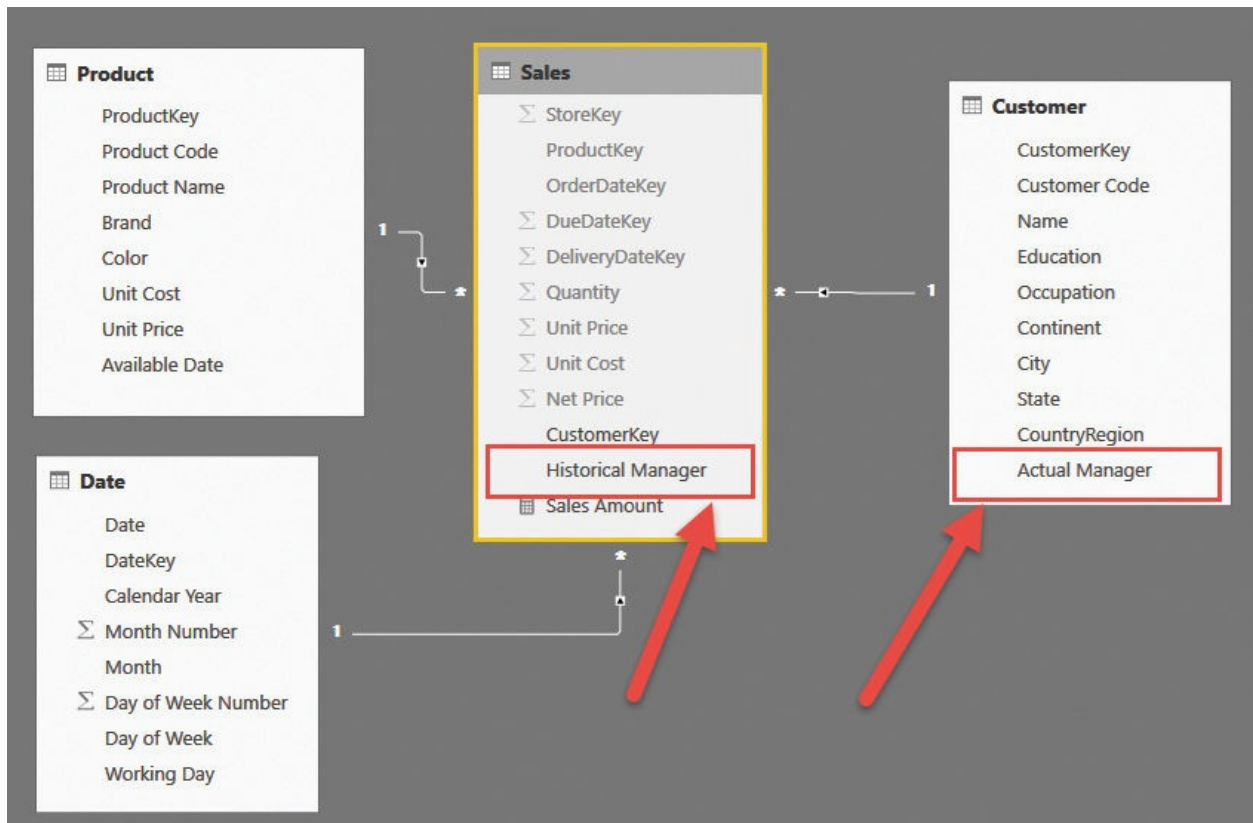 Product
ProductKey
Product Code
Product Name
Brand
Color
Unit Cost
Unit Price
Available Date
1
*
Sales
StoreKey
ProductKey
OrderDateKey
DueDateKey
DeliveryDateKey
Quantity
Unit Price
Unit Cost
Net Price
CustomerKey
Historical Manager
Sales Amount
*
1
Customer
CustomerKey
Customer Code
Name
Education
Occupation
Continent
City
State
CountryRegion
Actual Manager
Date
Date
DateKey
Calendar Year
Month Number
Month
Day of Week Number
Day of Week
Working Day
1
*